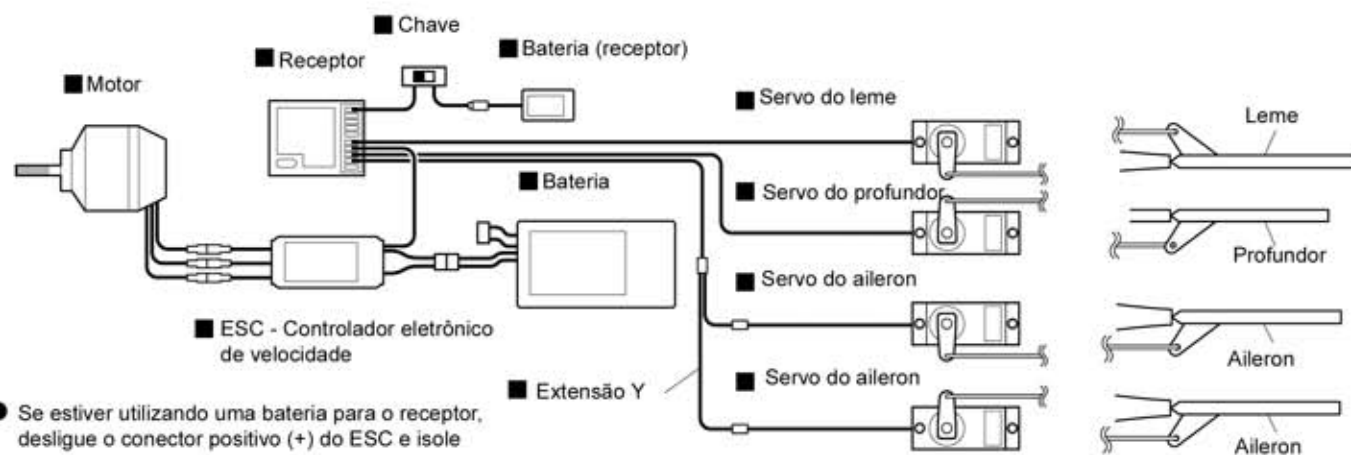 ■ Chave
■ Bateria (receptor)
■ Receptor
■ Motor
■ Servo do leme
Leme
■ Bateria
■ Servo do profundor
Profundor
■ Servo do aileron
■ ESC - Controlador eletrônico
de velocidade
Aileron
■ Servo do aileron
■ Extensão Y
● Se estiver utilizando uma bateria para o receptor,
desligue o conector positivo (+) do ESC e isole
Aileron